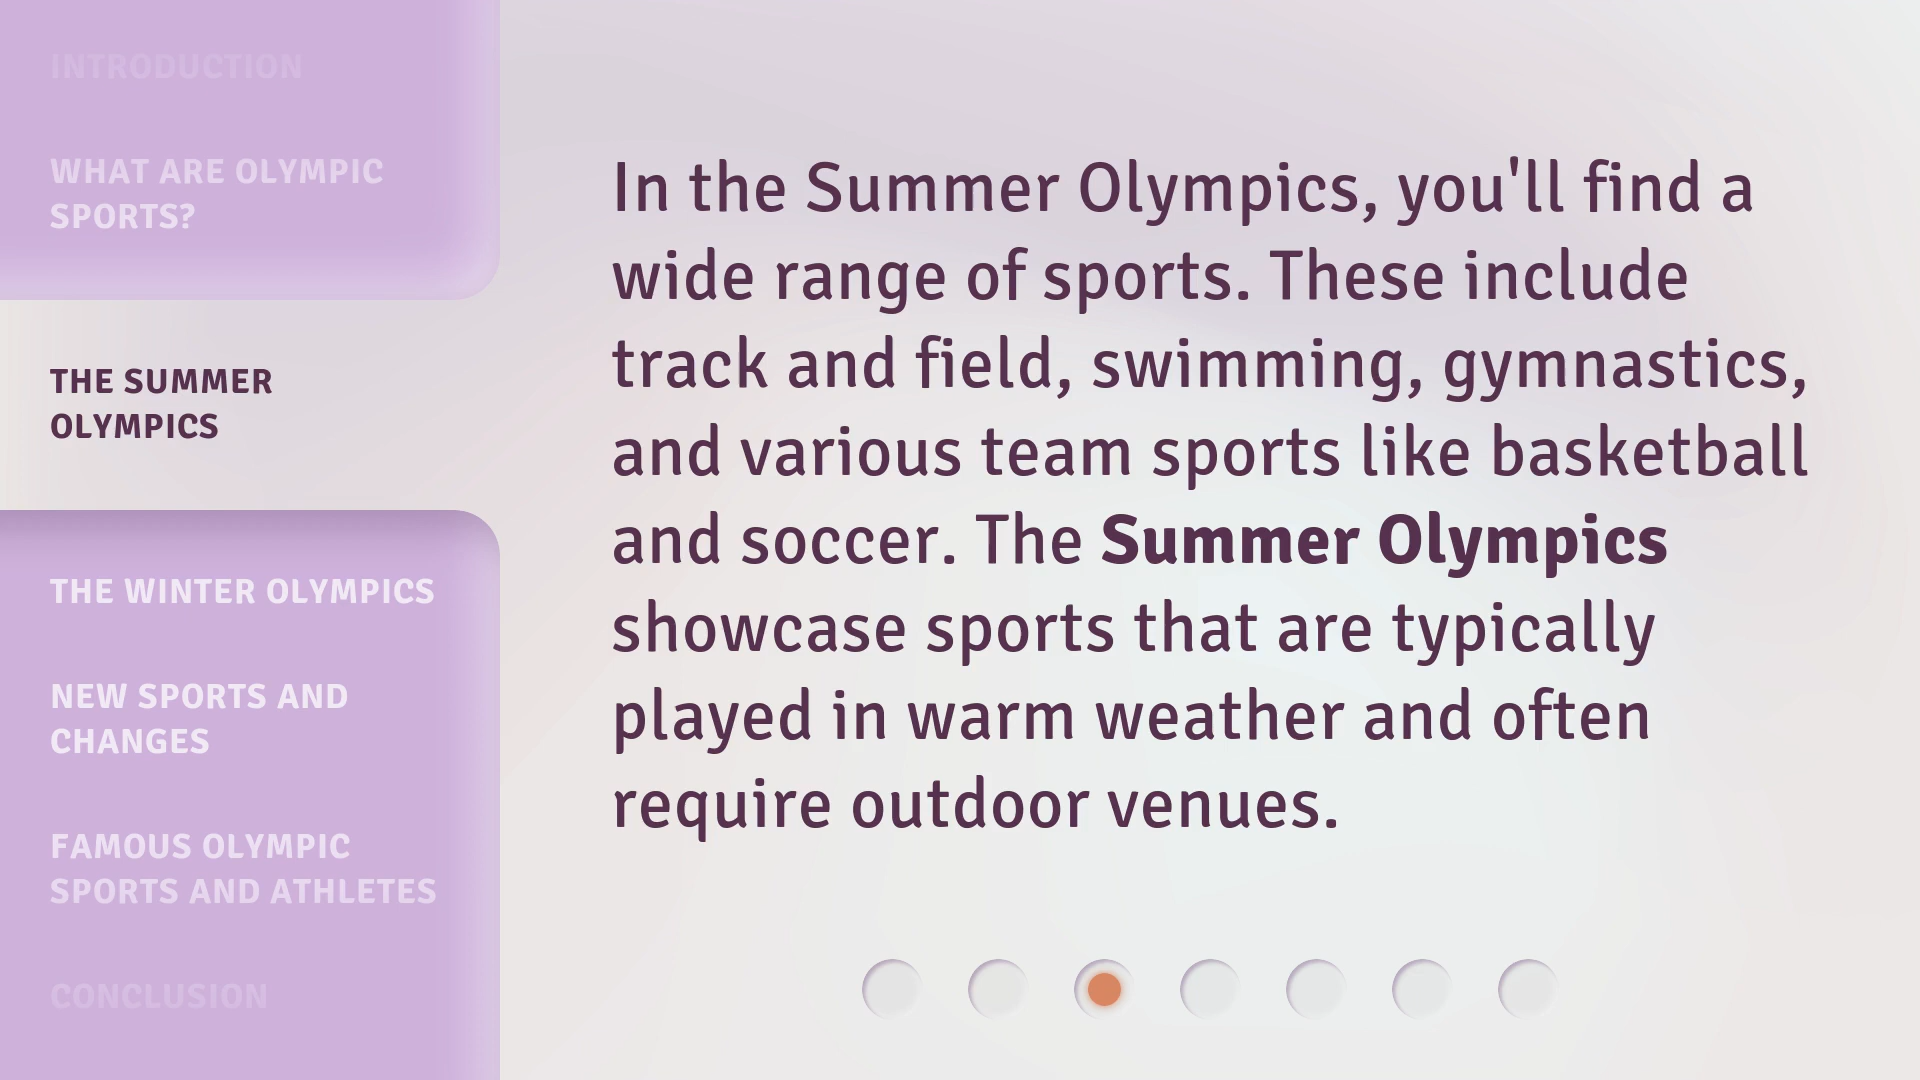 INTRODUCTION
WHAT ARE OLYMPIC
SPORTS?
THE SUMMER
OLYMPICS
THE WINTER OLYMPICS
NEW SPORTS AND
CHANGES
FAMOUS OLYMPIC
SPORTS AND ATHLETES
CONCLUSION
In the Summer Olympics, you'll find a
wide range of sports. These include
track and field, swimming, gymnastics,
and various team sports like basketball
and soccer. The Summer Olympics
showcase sports that are typically
played in warm weather and often
require outdoor venues.